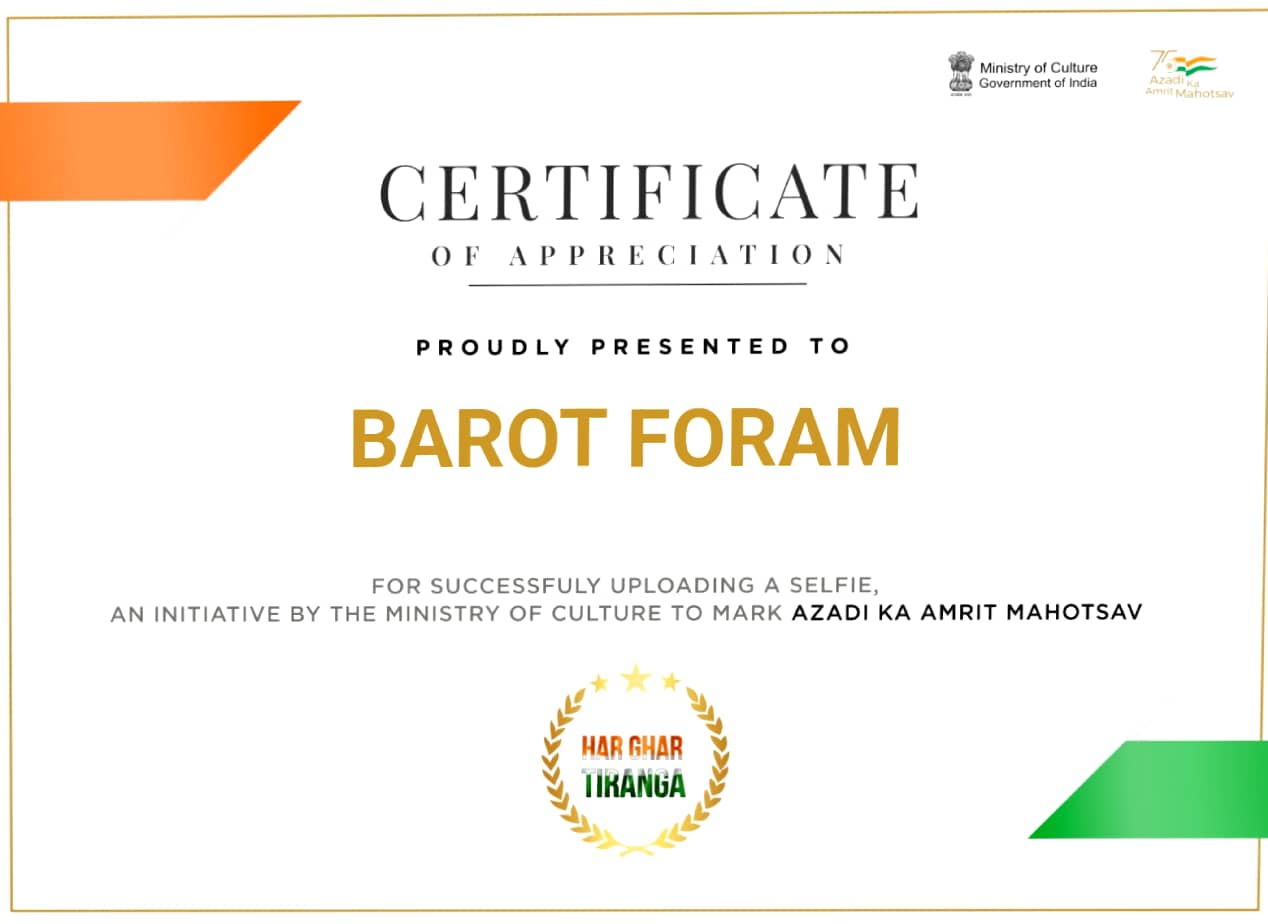 Ministry of Culture
Government of India
75
Azadi Ka
Amrit Mahotsav
CERTIFICATE
OF APPRECIATION
PROUDLY PRESENTED TO
BAROT FORAM
FOR SUCCESSFULY UPLOADING A SELFIE,
AN INITIATIVE BY THE MINISTRY OF CULTURE TO MARK AZADI KA AMRIT MAHOTSAV
HAR GHAR
TIRANGA